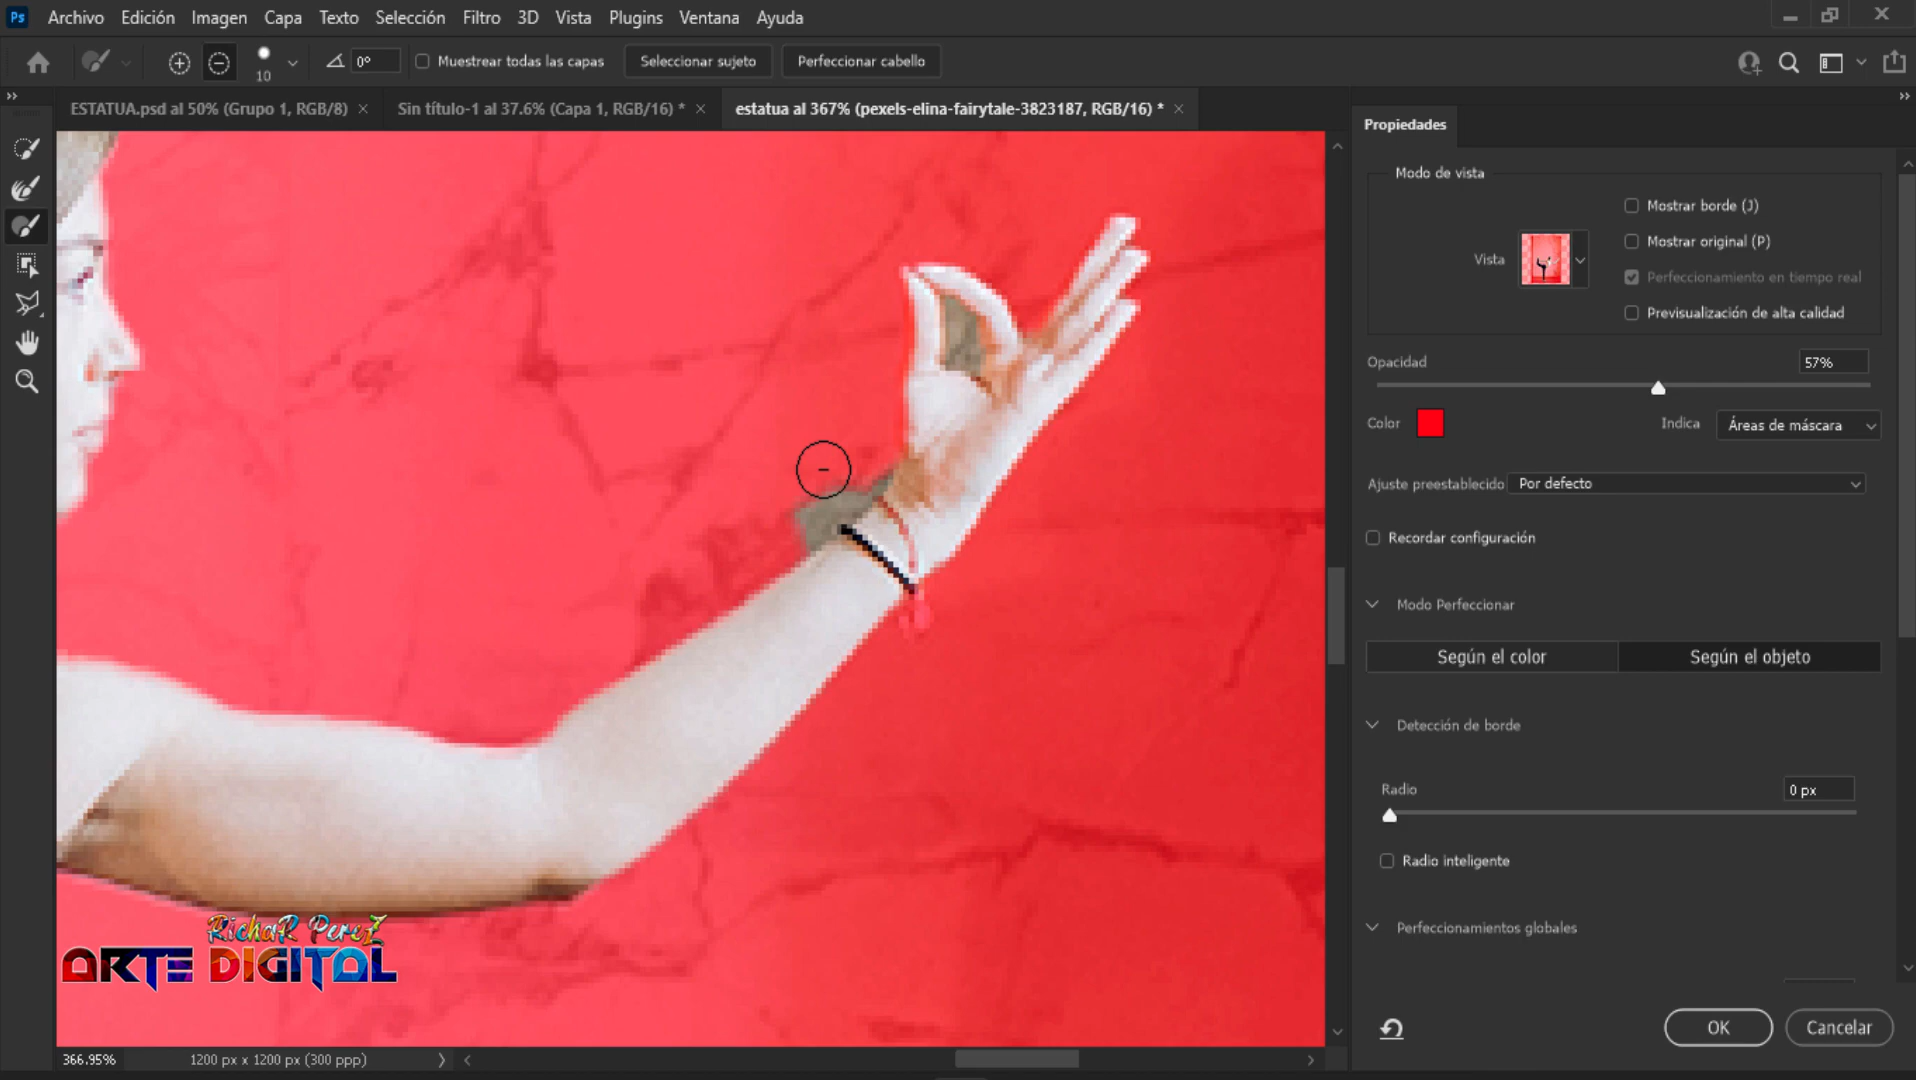 Ps Archivo Edición Imagen Capa Texto Selección Filtro 3D Vista Plugins Ventana Ayuda
10 0° Muestrear todas las capas Seleccionar sujeto Perfeccionar cabello
ESTATUA.psd al 50% (Grupo 1, RGB/8) × Sin título-1 al 37.6% (Capa 1, RGB/16) * × estatua al 367% (pexels-elina-fairytale-3823187, RGB/16) * ×
Propiedades
Modo de vista
Mostrar borde (J)
Mostrar original (P)
Vista
Perfeccionamiento en tiempo real
Previsualización de alta calidad
Opacidad 57%
Color Indica Áreas de máscara
Ajuste preestablecido Por defecto
Recordar configuración
Modo Perfeccionar
Según el color Según el objeto
Detección de borde
Radio 0 px
Radio inteligente
Perfeccionamientos globales
RichaR PereZ
ARTE DIGITAL
OK Cancelar
366.95% 1200 px x 1200 px (300 ppp)